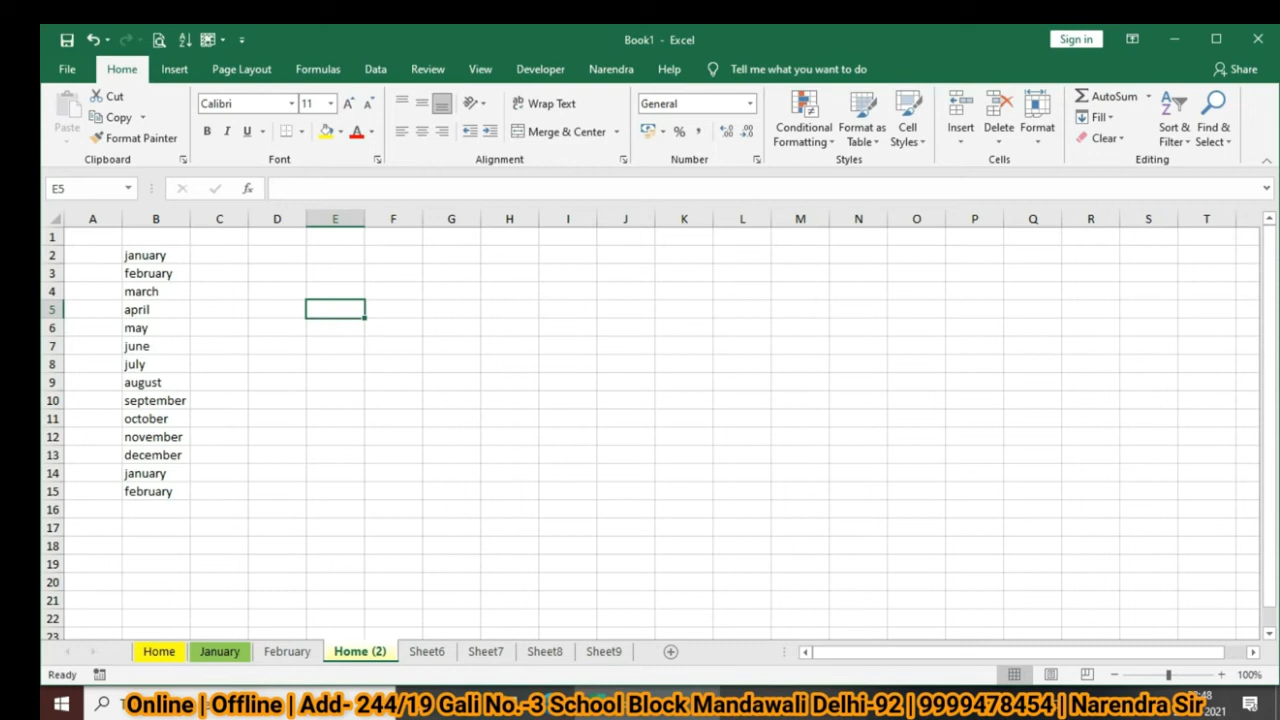 Book1 - Excel
Sign in
File Home Insert Page Layout Formulas Data Review View Developer Narendra Help Tell me what you want to do Share
Paste
Cut
Copy
Format Painter
Clipboard
Calibri 11
B I U A
Font
Wrap Text
Merge & Center
Alignment
General
%
Number
Conditional Formatting
Format as Table
Cell Styles
Styles
Insert Delete Format
Cells
AutoSum
Fill
Clear
Sort & Filter
Find & Select
Editing
E5 fx
A B C D E F G H I J K L M N O P Q R S T
1
2 january
3 february
4 march
5 april
6 may
7 june
8 july
9 august
10 september
11 october
12 november
13 december
14 january
15 february
16
17
18
19
20
21
22
23
Home January February Home (2) Sheet6 Sheet7 Sheet8 Sheet9
Ready 100%
Online | Offline | Add- 244/19 Gali No.-3 School Block Mandawali Delhi-92 | 9999478454 | Narendra Sir